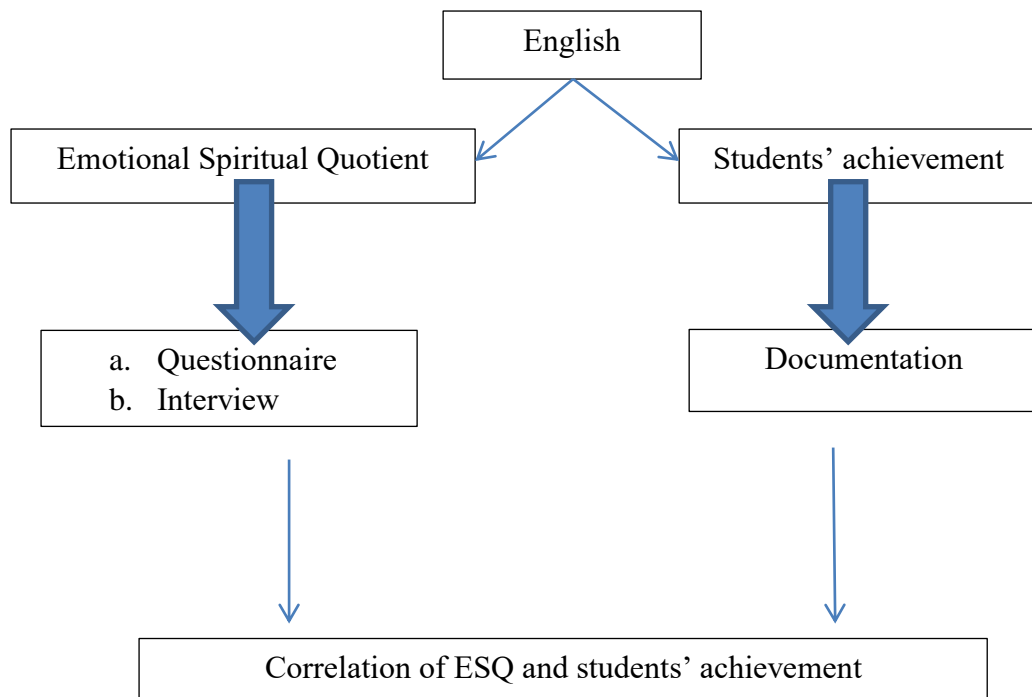 English
Emotional Spiritual Quotient
Students’ achievement
a. Questionnaire
b. Interview
Documentation
Correlation of ESQ and students’ achievement